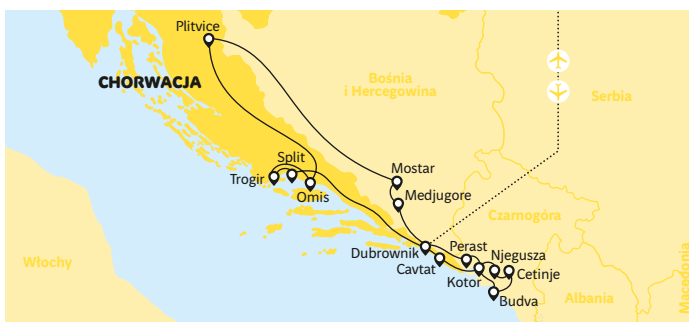 Plitvice
CHORWACJA
Bośnia
i Hercegowina
Serbia
Split
Trogir
Omis
Mostar
Medjugore
Czarnogóra
Dubrownik
Perast
Njegusza
Cavtat
Kotor
Cetinje
Budva
Włochy
Albania
Macedonia